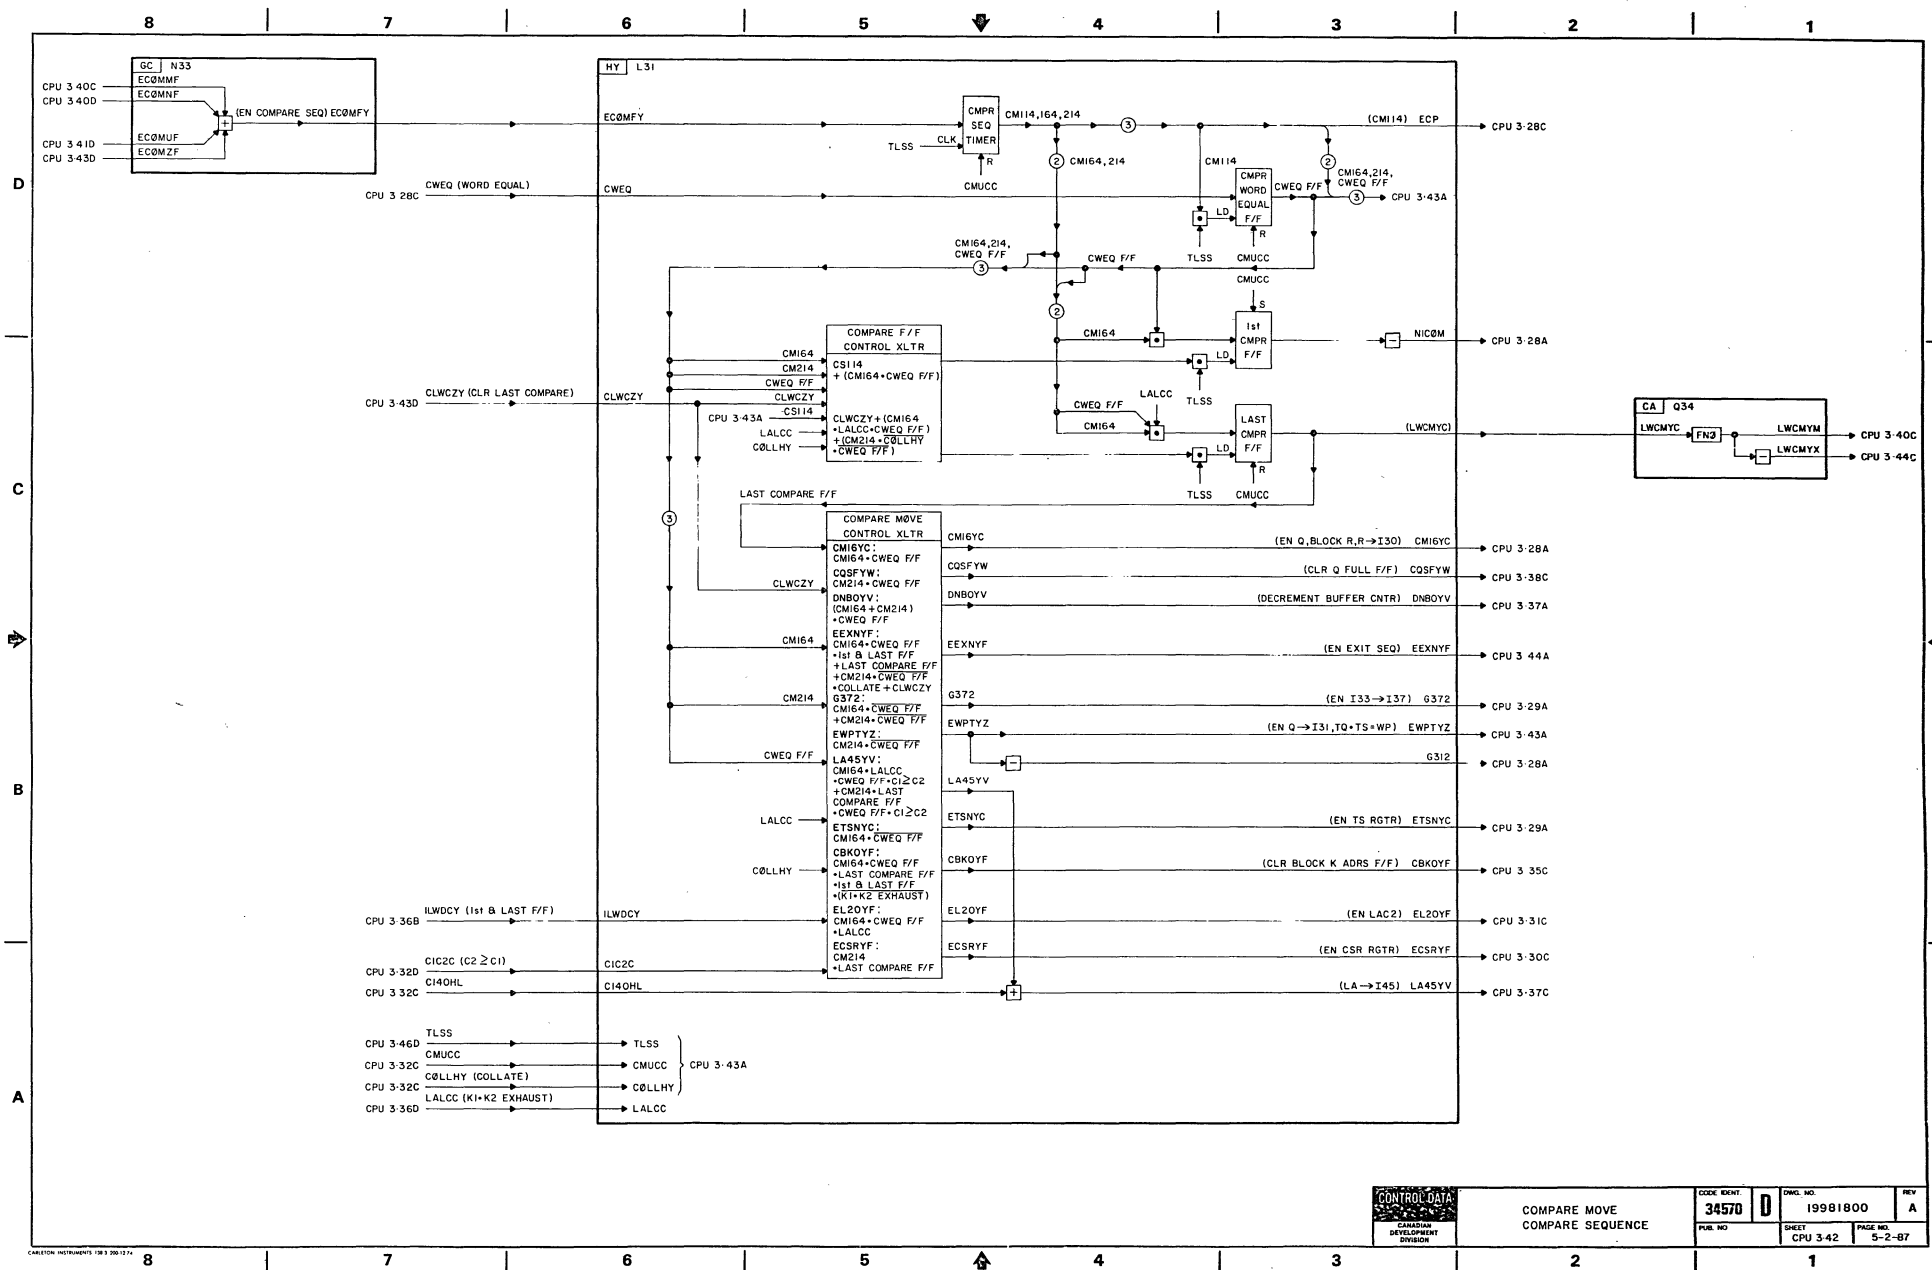 8 7 6 5 4 3 2 1
GC N33
CPU 3·40C ECØMMF
CPU 3·40D ECØMNF
(EN COMPARE SEQ) ECØMFY
CPU 3·41D ECØMUF
CPU 3·43D ECØMZF
+
HY L31
ECØMFY
CMPR
SEQ
TIMER
CLK
TLSS
R
CMUCC
CM114,164,214
3
(CM114) ECP
CPU 3·28C
2
CM164,214
CM114
2
CM164,214,
CWEQ F/F
3
CPU 3·43A
D
CPU 3·28C
CWEQ (WORD EQUAL)
CWEQ
CMPR
WORD
EQUAL
F/F
CWEQ F/F
LD
R
TLSS
CMUCC
CM164,214,
CWEQ F/F
3
CWEQ F/F
2
CMUCC
S
1st
CMPR
F/F
CM164
LD
TLSS
NICØM
CPU 3·28A
COMPARE F/F
CONTROL XLTR
CM164
CM214
CWEQ F/F
CLWCZY
CPU 3·43A CS114
LALCC
CØLLHY
CS114
+ (CM164•CWEQ F/F)
CLWCZY+(CM164
•LALCC•CWEQ F/F)
+(CM214•CØLLHY
•CWEQ F/F)
CPU 3·43D
CLWCZY (CLR LAST COMPARE)
CLWCZY
CWEQ F/F
CM164
LALCC
LAST
CMPR
F/F
LD
R
TLSS
CMUCC
(LWCMYC)
CA Q34
LWCMYC
FNØ
LWCMYM
CPU 3·40C
LWCMYX
CPU 3·44C
C
LAST COMPARE F/F
3
COMPARE MØVE
CONTROL XLTR
CM16YC:
CM164•CWEQ F/F
CQSFYW:
CM214•CWEQ F/F
DNBOYV:
(CM164+CM214)
•CWEQ F/F
EEXNYF:
CM164•CWEQ F/F
•1st & LAST F/F
+LAST COMPARE F/F
+CM214•CWEQ F/F
•COLLATE+CLWCZY
G372:
CM164•CWEQ F/F
+CM214•CWEQ F/F
EWPTYZ:
CM214•CWEQ F/F
LA45YV:
CM164•LALCC
•CWEQ F/F•C1≥C2
+CM214•LAST
COMPARE F/F
•CWEQ F/F•C1≥C2
ETSNYC:
CM164•CWEQ F/F
CBKOYF:
CM164•CWEQ F/F
•LAST COMPARE F/F
•1st & LAST F/F
•(K1•K2 EXHAUST)
EL2OYF:
CM164•CWEQ F/F
•LALCC
ECSRYF:
CM214
•LAST COMPARE F/F
CLWCZY
CM164
CM214
CWEQ F/F
LALCC
CØLLHY
CM16YC (EN Q,BLOCK R,R→I30) CM16YC CPU 3·28A
CQSFYW (CLR Q FULL F/F) CQSFYW CPU 3·38C
DNBOYV (DECREMENT BUFFER CNTR) DNBOYV CPU 3·37A
EEXNYF (EN EXIT SEQ) EEXNYF CPU 3·44A
G372 (EN I33→I37) G372 CPU 3·29A
EWPTYZ (EN Q→I31,TQ•TS=WP) EWPTYZ CPU 3·43A
G312 CPU 3·28A
LA45YV
B
ETSNYC (EN TS RGTR) ETSNYC CPU 3·29A
CBKOYF (CLR BLOCK K ADRS F/F) CBKOYF CPU 3·35C
CPU 3·36B ILWDCY (1st & LAST F/F) ILWDCY
EL2OYF (EN LAC2) EL2OYF CPU 3·31C
ECSRYF (EN CSR RGTR) ECSRYF CPU 3·30C
CPU 3·32D C1C2C (C2≥C1) C1C2C
CPU 3·32C C14OHL C14OHL
+
(LA→I45) LA45YV CPU 3·37C
CPU 3·46D TLSS TLSS
CPU 3·32C CMUCC CMUCC
CPU 3·43A
CPU 3·32C CØLLHY (COLLATE) CØLLHY
CPU 3·36D LALCC (K1•K2 EXHAUST) LALCC
A
CONTROL DATA
CANADIAN
DEVELOPMENT
DIVISION
COMPARE MOVE
COMPARE SEQUENCE
CODE IDENT.
34570
D
DWG. NO.
19981800
REV
A
PUB. NO
SHEET
CPU 3·42
PAGE NO.
5-2-87
CARLETON INSTRUMENTS 138 3 200-12 74
8 7 6 5 4 3 2 1